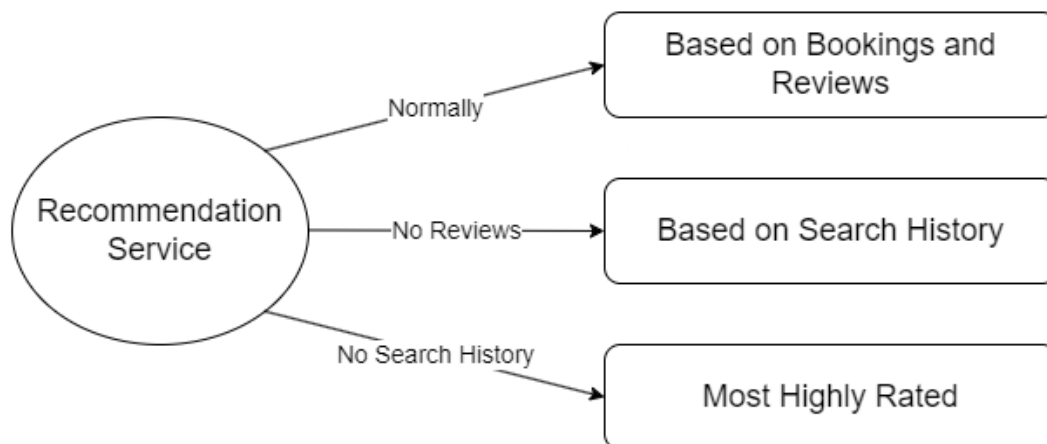 Based on Bookings and
Reviews
Normally
Recommendation
Service
No Reviews
Based on Search History
No Search History
Most Highly Rated